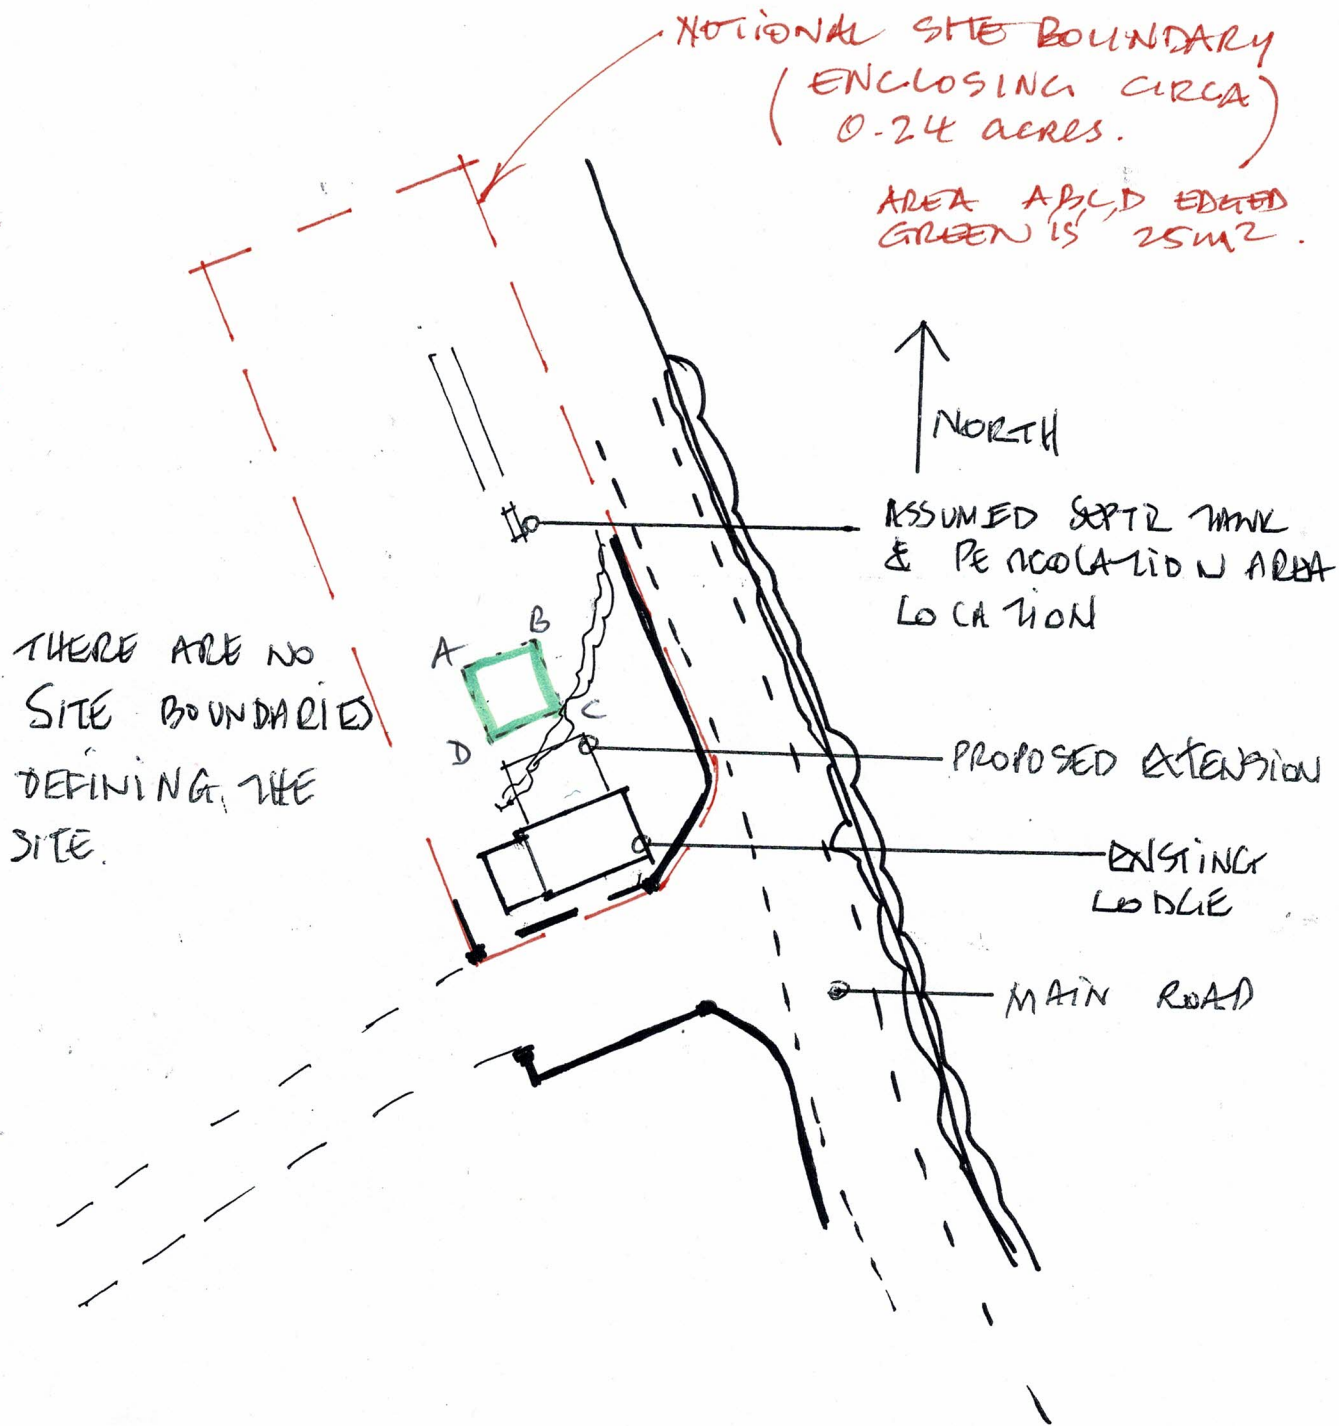 NOTIONAL SITE BOUNDARY
( ENCLOSING CIRCA )
0.24 acres.
AREA A,B,C,D EDGED
GREEN IS 25m2.
NORTH
ASSUMED SEPTIC TANK
& PERCOLATION AREA
LOCATION
THERE ARE NO
SITE BOUNDARIES
DEFINING THE
SITE.
A
B
C
D
PROPOSED EXTENSION
EXISTING
LODGE
MAIN ROAD